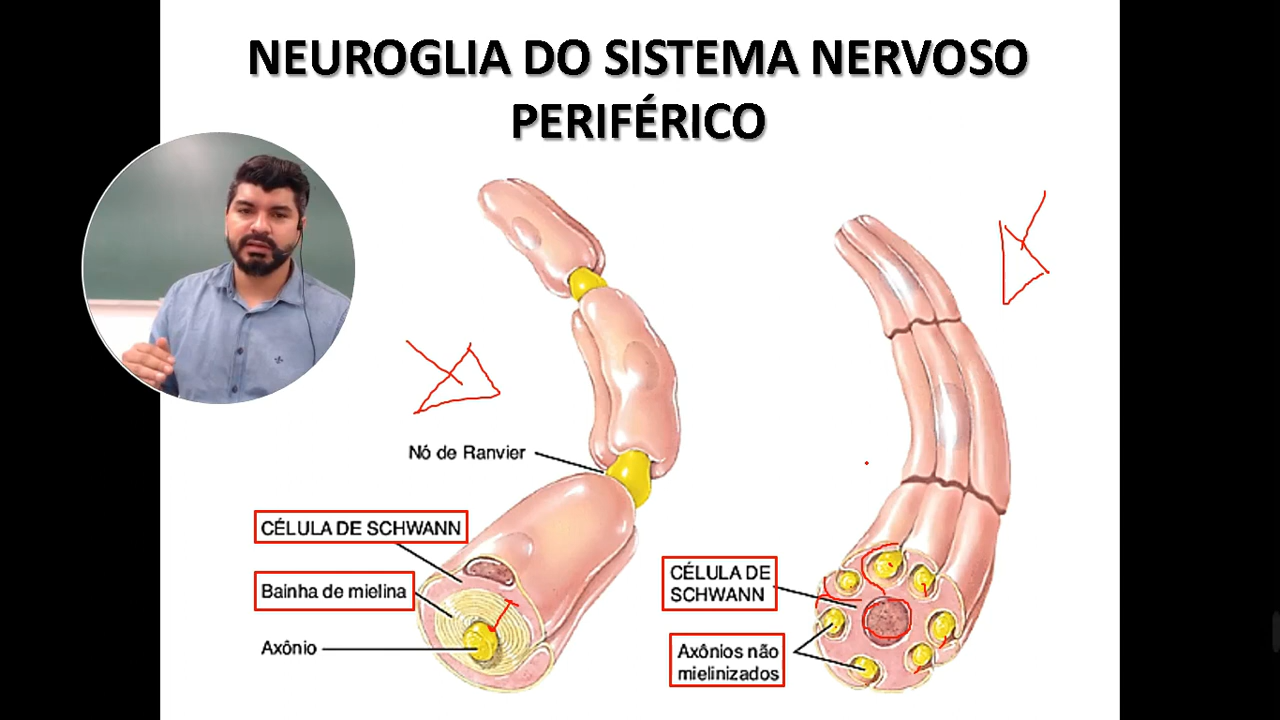 NEUROGLIA DO SISTEMA NERVOSO
PERIFÉRICO
Nó de Ranvier
CÉLULA DE SCHWANN
Bainha de mielina
Axônio
CÉLULA DE
SCHWANN
Axônios não
mielinizados